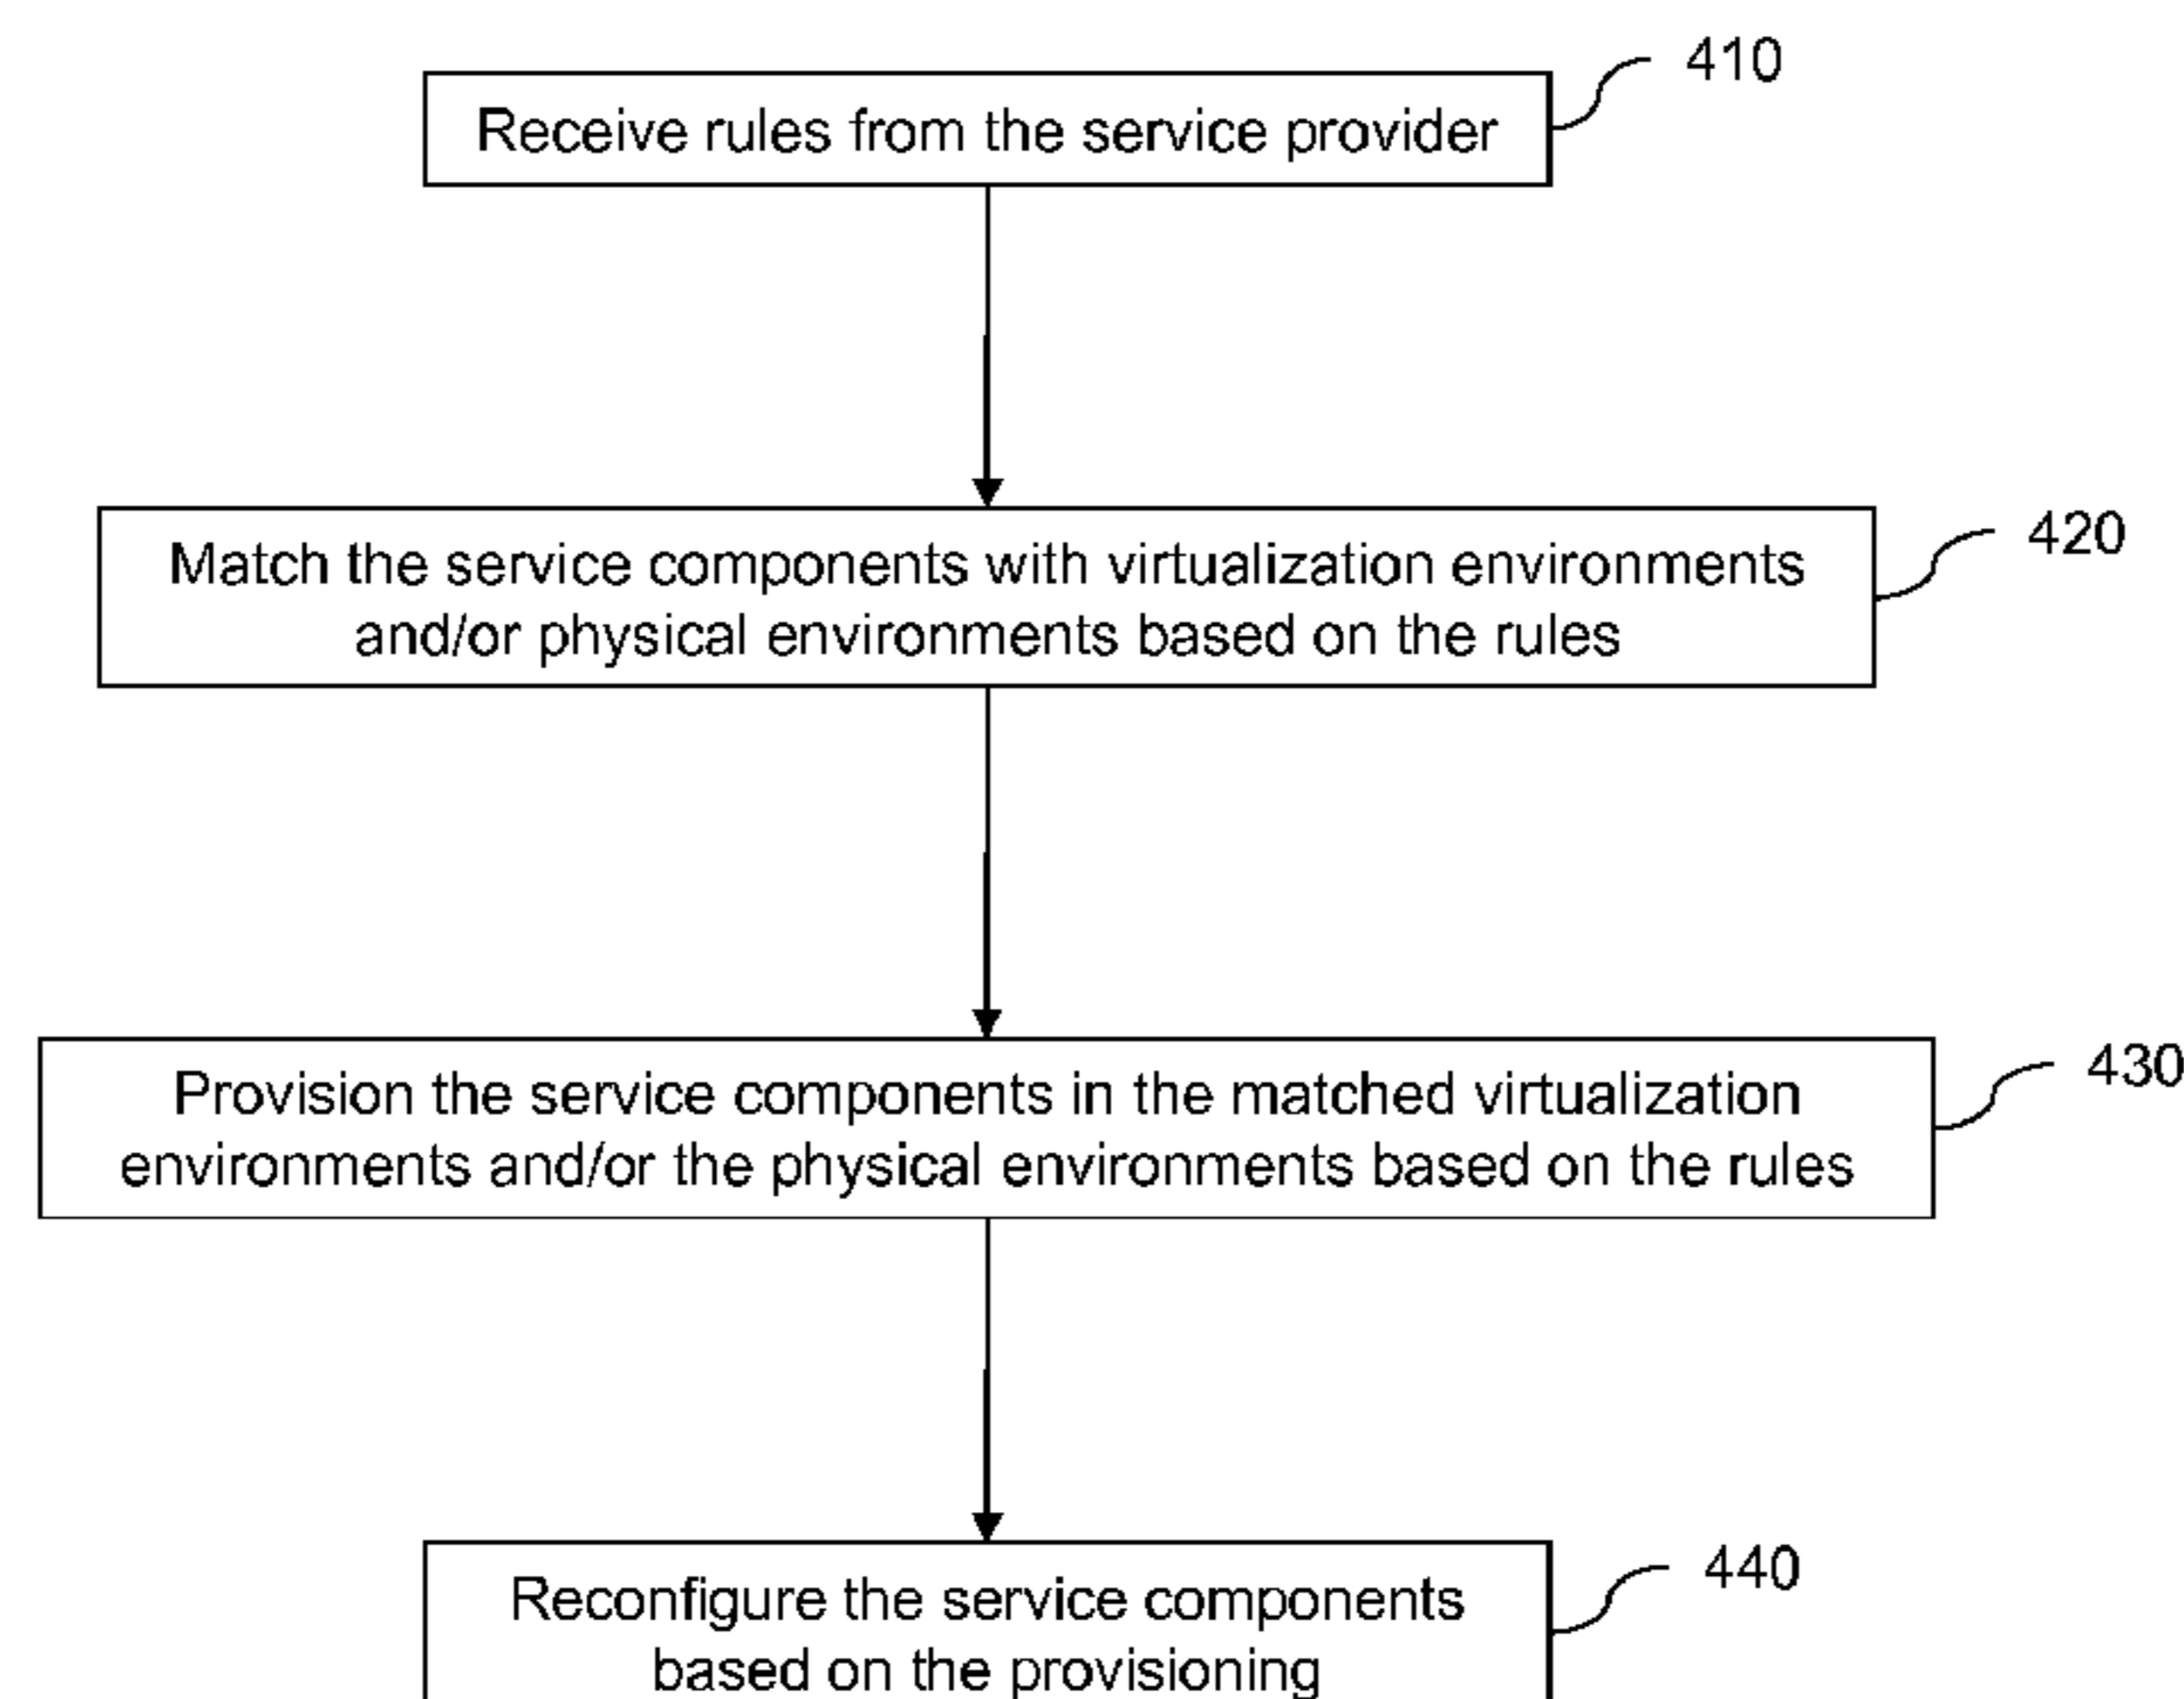 410
Receive rules from the service provider
420
Match the service components with virtualization environments
and/or physical environments based on the rules
430
Provision the service components in the matched virtualization
environments and/or the physical environments based on the rules
440
Reconfigure the service components
based on the provisioning